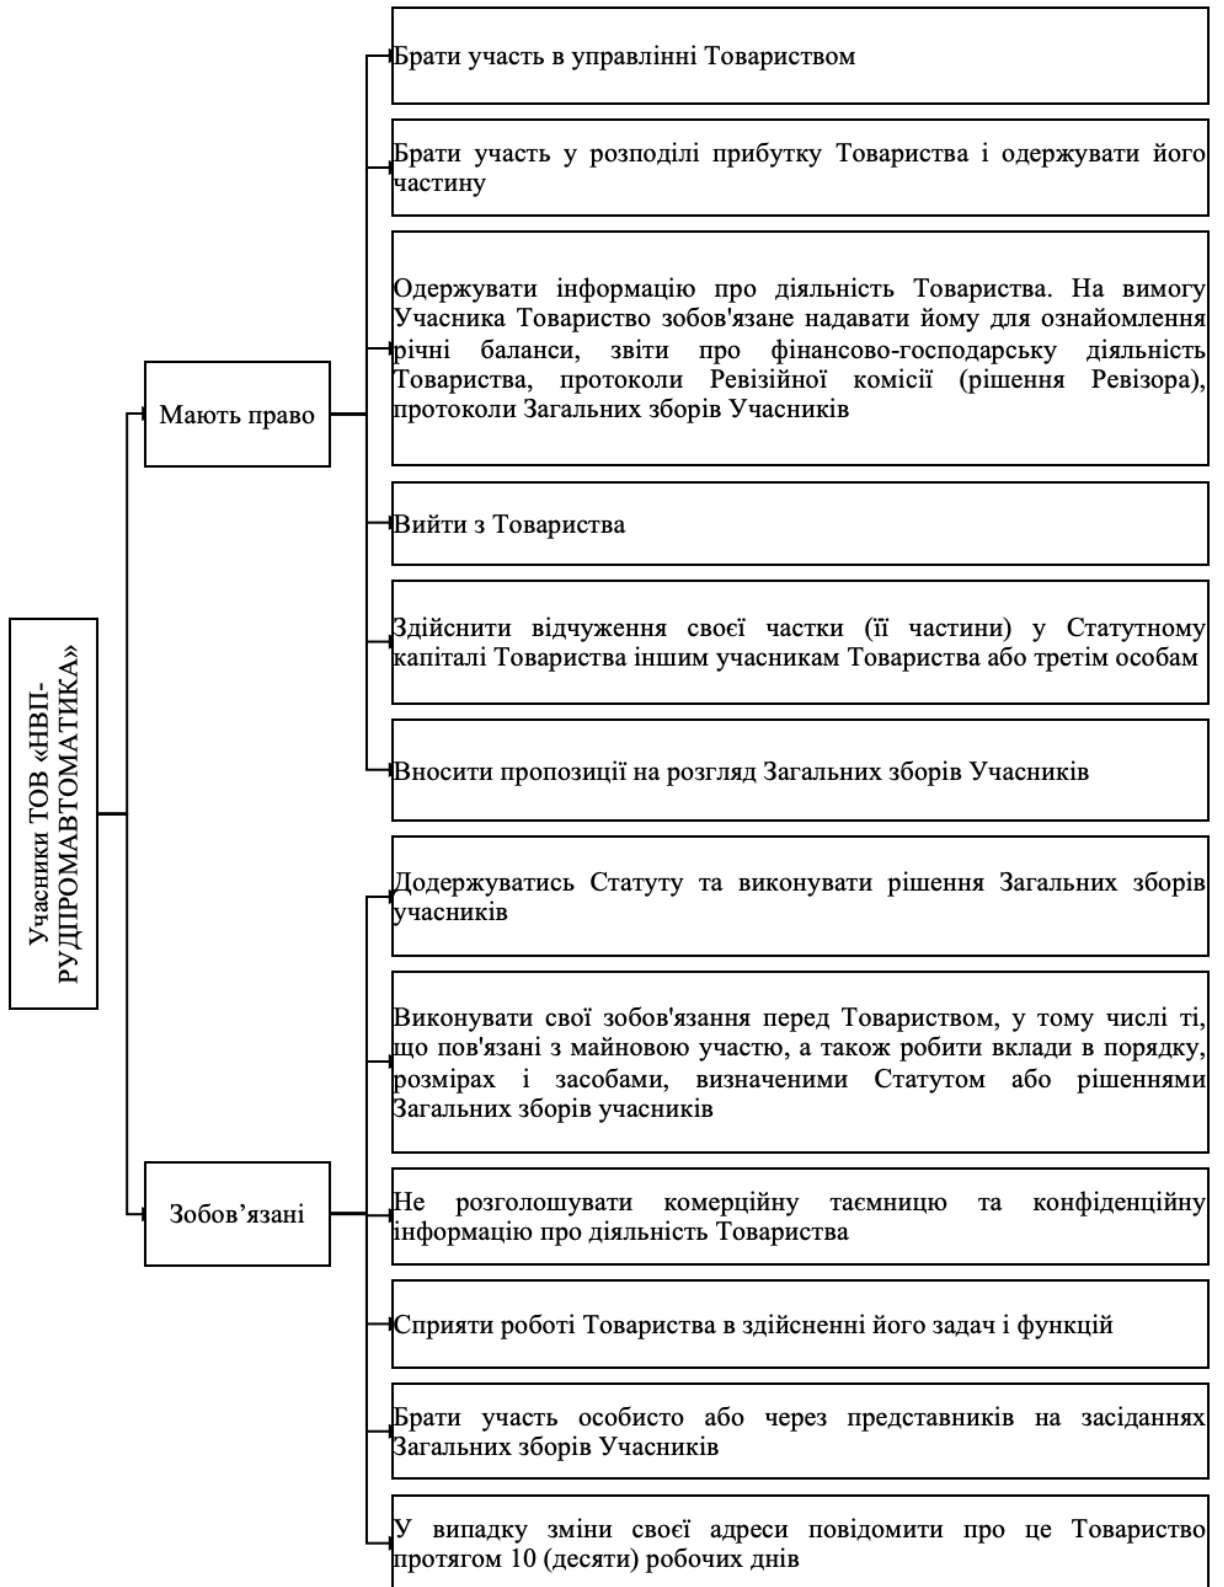 Учасники ТОВ «НВП-
РУДПРОМАВТОМАТИКА»
Мають право
Брати участь в управлінні Товариством
Брати участь у розподілі прибутку Товариства і одержувати його
частину
Одержувати інформацію про діяльність Товариства. На вимогу
Учасника Товариство зобов'язане надавати йому для ознайомлення
річні баланси, звіти про фінансово-господарську діяльність
Товариства, протоколи Ревізійної комісії (рішення Ревізора),
протоколи Загальних зборів Учасників
Вийти з Товариства
Здійснити відчуження своєї частки (її частини) у Статутному
капіталі Товариства іншим учасникам Товариства або третім особам
Вносити пропозиції на розгляд Загальних зборів Учасників
Зобов’язані
Додержуватись Статуту та виконувати рішення Загальних зборів
учасників
Виконувати свої зобов'язання перед Товариством, у тому числі ті,
що пов'язані з майновою участю, а також робити вклади в порядку,
розмірах і засобами, визначеними Статутом або рішеннями
Загальних зборів учасників
Не розголошувати комерційну таємницю та конфіденційну
інформацію про діяльність Товариства
Сприяти роботі Товариства в здійсненні його задач і функцій
Брати участь особисто або через представників на засіданнях
Загальних зборів Учасників
У випадку зміни своєї адреси повідомити про це Товариство
протягом 10 (десяти) робочих днів